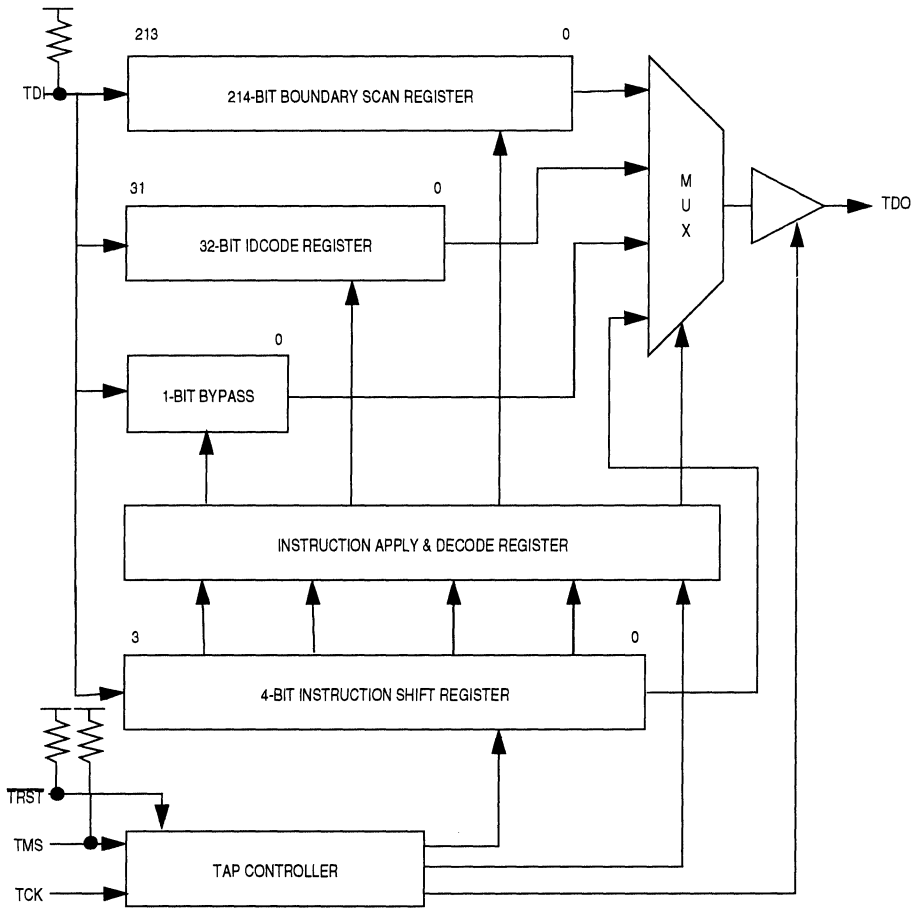 213 0
TDI
214-BIT BOUNDARY SCAN REGISTER
31 0
32-BIT IDCODE REGISTER
M
U
X
TDO
0
1-BIT BYPASS
INSTRUCTION APPLY & DECODE REGISTER
3 0
4-BIT INSTRUCTION SHIFT REGISTER
TRST
TMS
TAP CONTROLLER
TCK